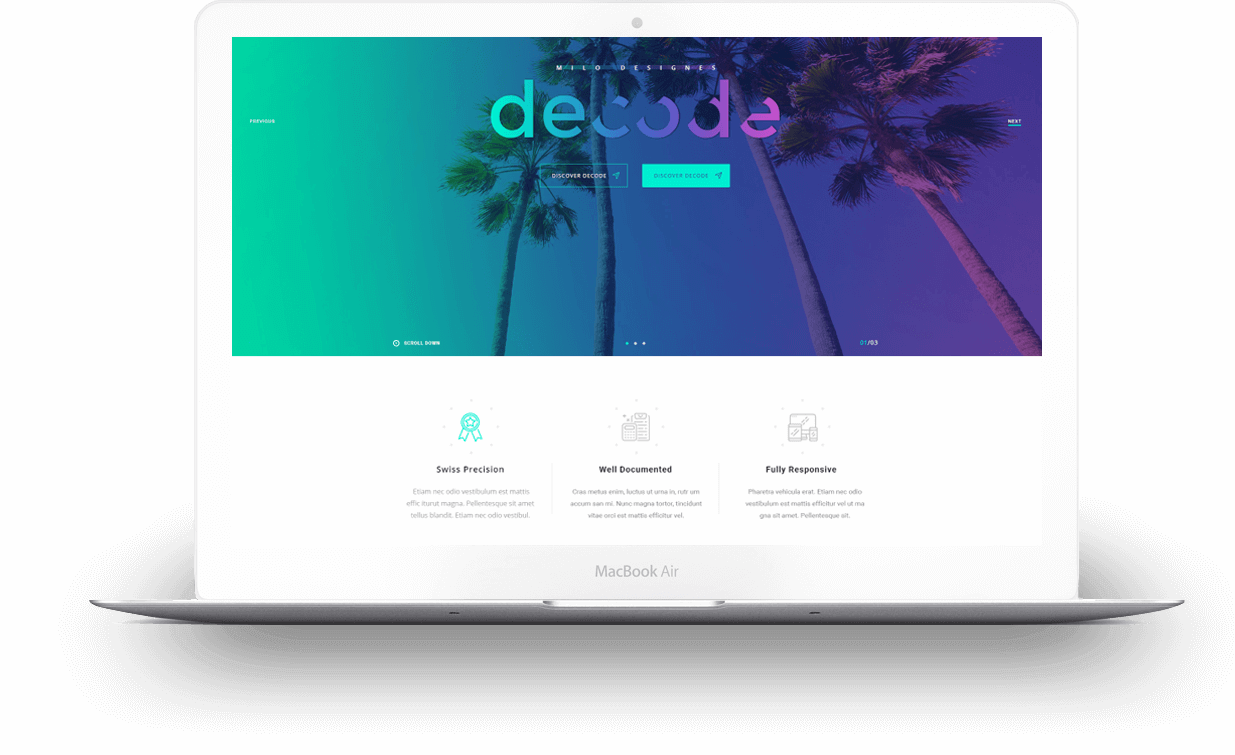 MILO DESIGNES
decode
PREVIOUS
NEXT
DISCOVER DECODE
DISCOVER DECODE
SCROLL DOWN
01/03
Swiss Precision
Etiam nec odio vestibulum est mattis
effic iturut magna. Pellentesque sit amet
tellus blandit. Etiam nec odio vestibul.
Well Documented
Cras metus enim, luctus ut urna in, rutr um
accum san mi. Nunc magna tortor, tincidunt
vitae orci est mattis efficitur vel.
Fully Responsive
Pharetra vehicula erat. Etiam nec odio
vestibulum est mattis efficitur vel ut ma
gna sit amet. Pellentesque sit.
MacBook Air